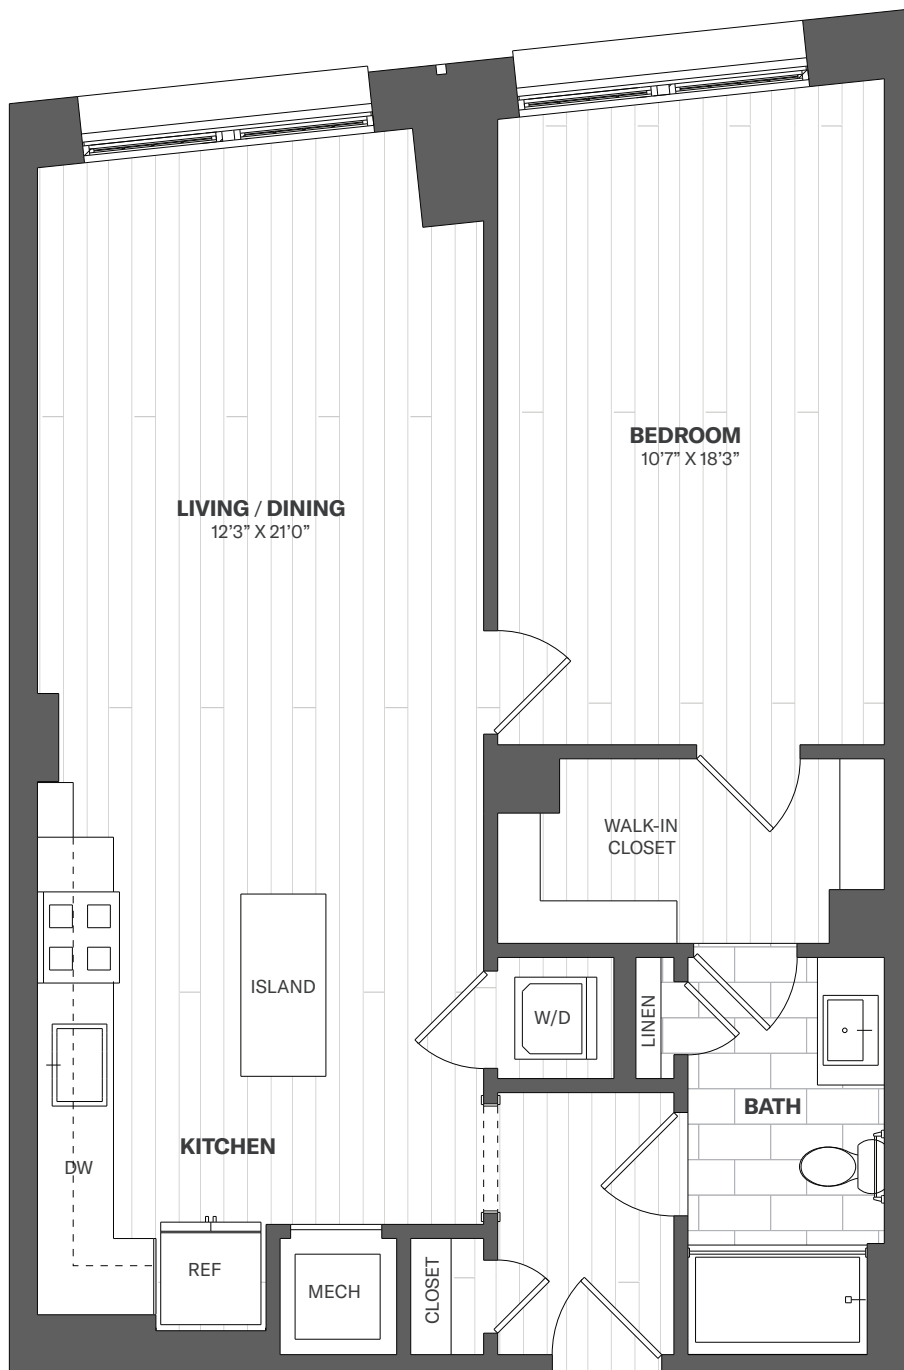 BEDROOM
10’7” X 18’3”
LIVING / DINING
12’3” X 21’0”
WALK-IN
CLOSET
ISLAND
W/D
LINEN
BATH
KITCHEN
DW
REF
MECH
CLOSET